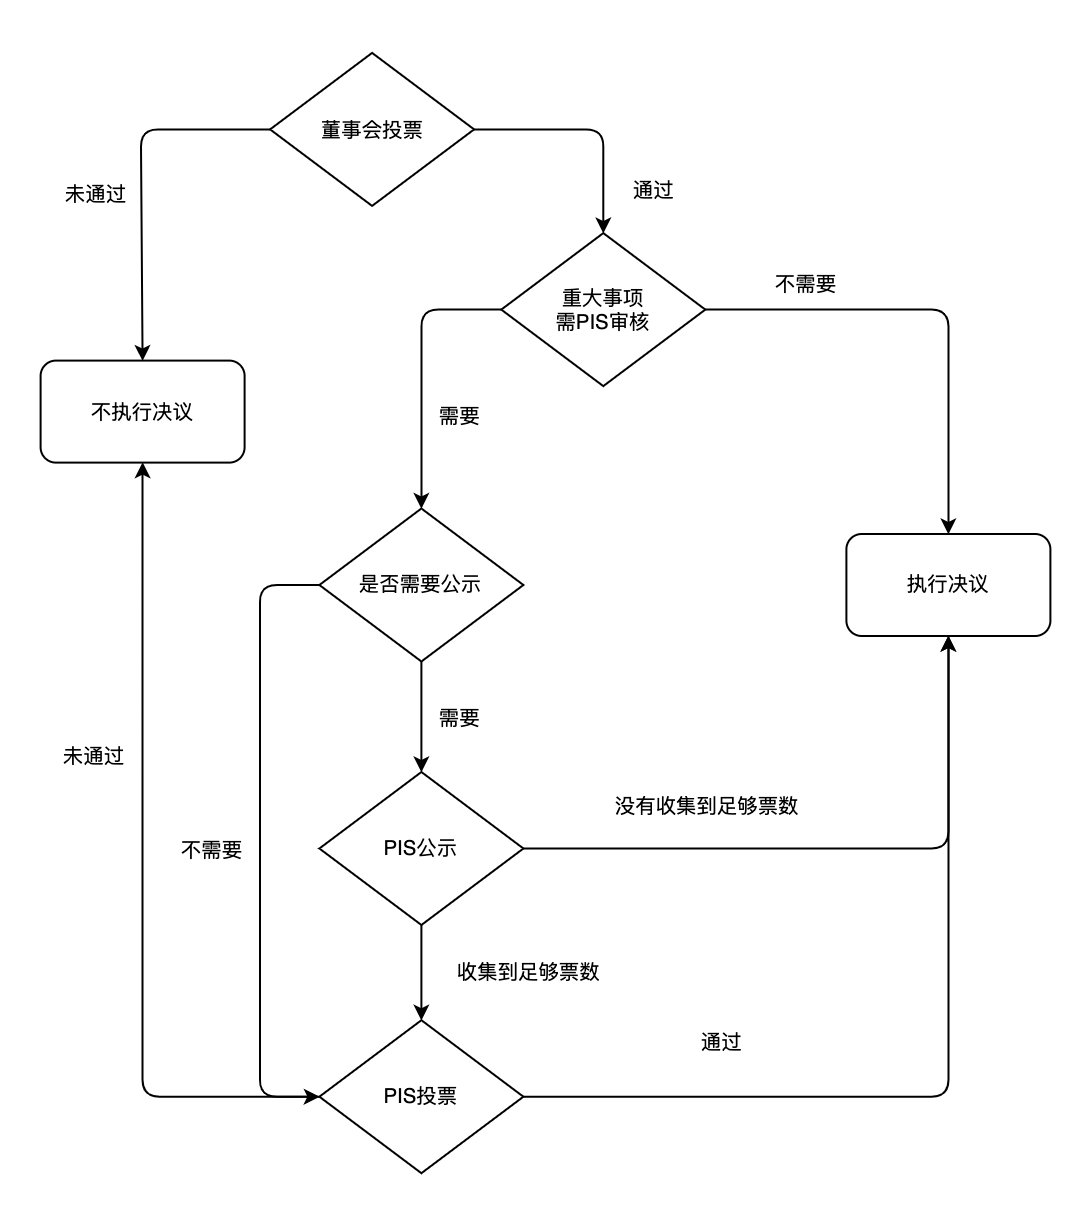 董事会投票
未通过
通过
重大事项
需PIS审核
不需要
不执行决议
需要
是否需要公示
执行决议
需要
未通过
没有收集到足够票数
PIS公示
不需要
收集到足够票数
通过
PIS投票